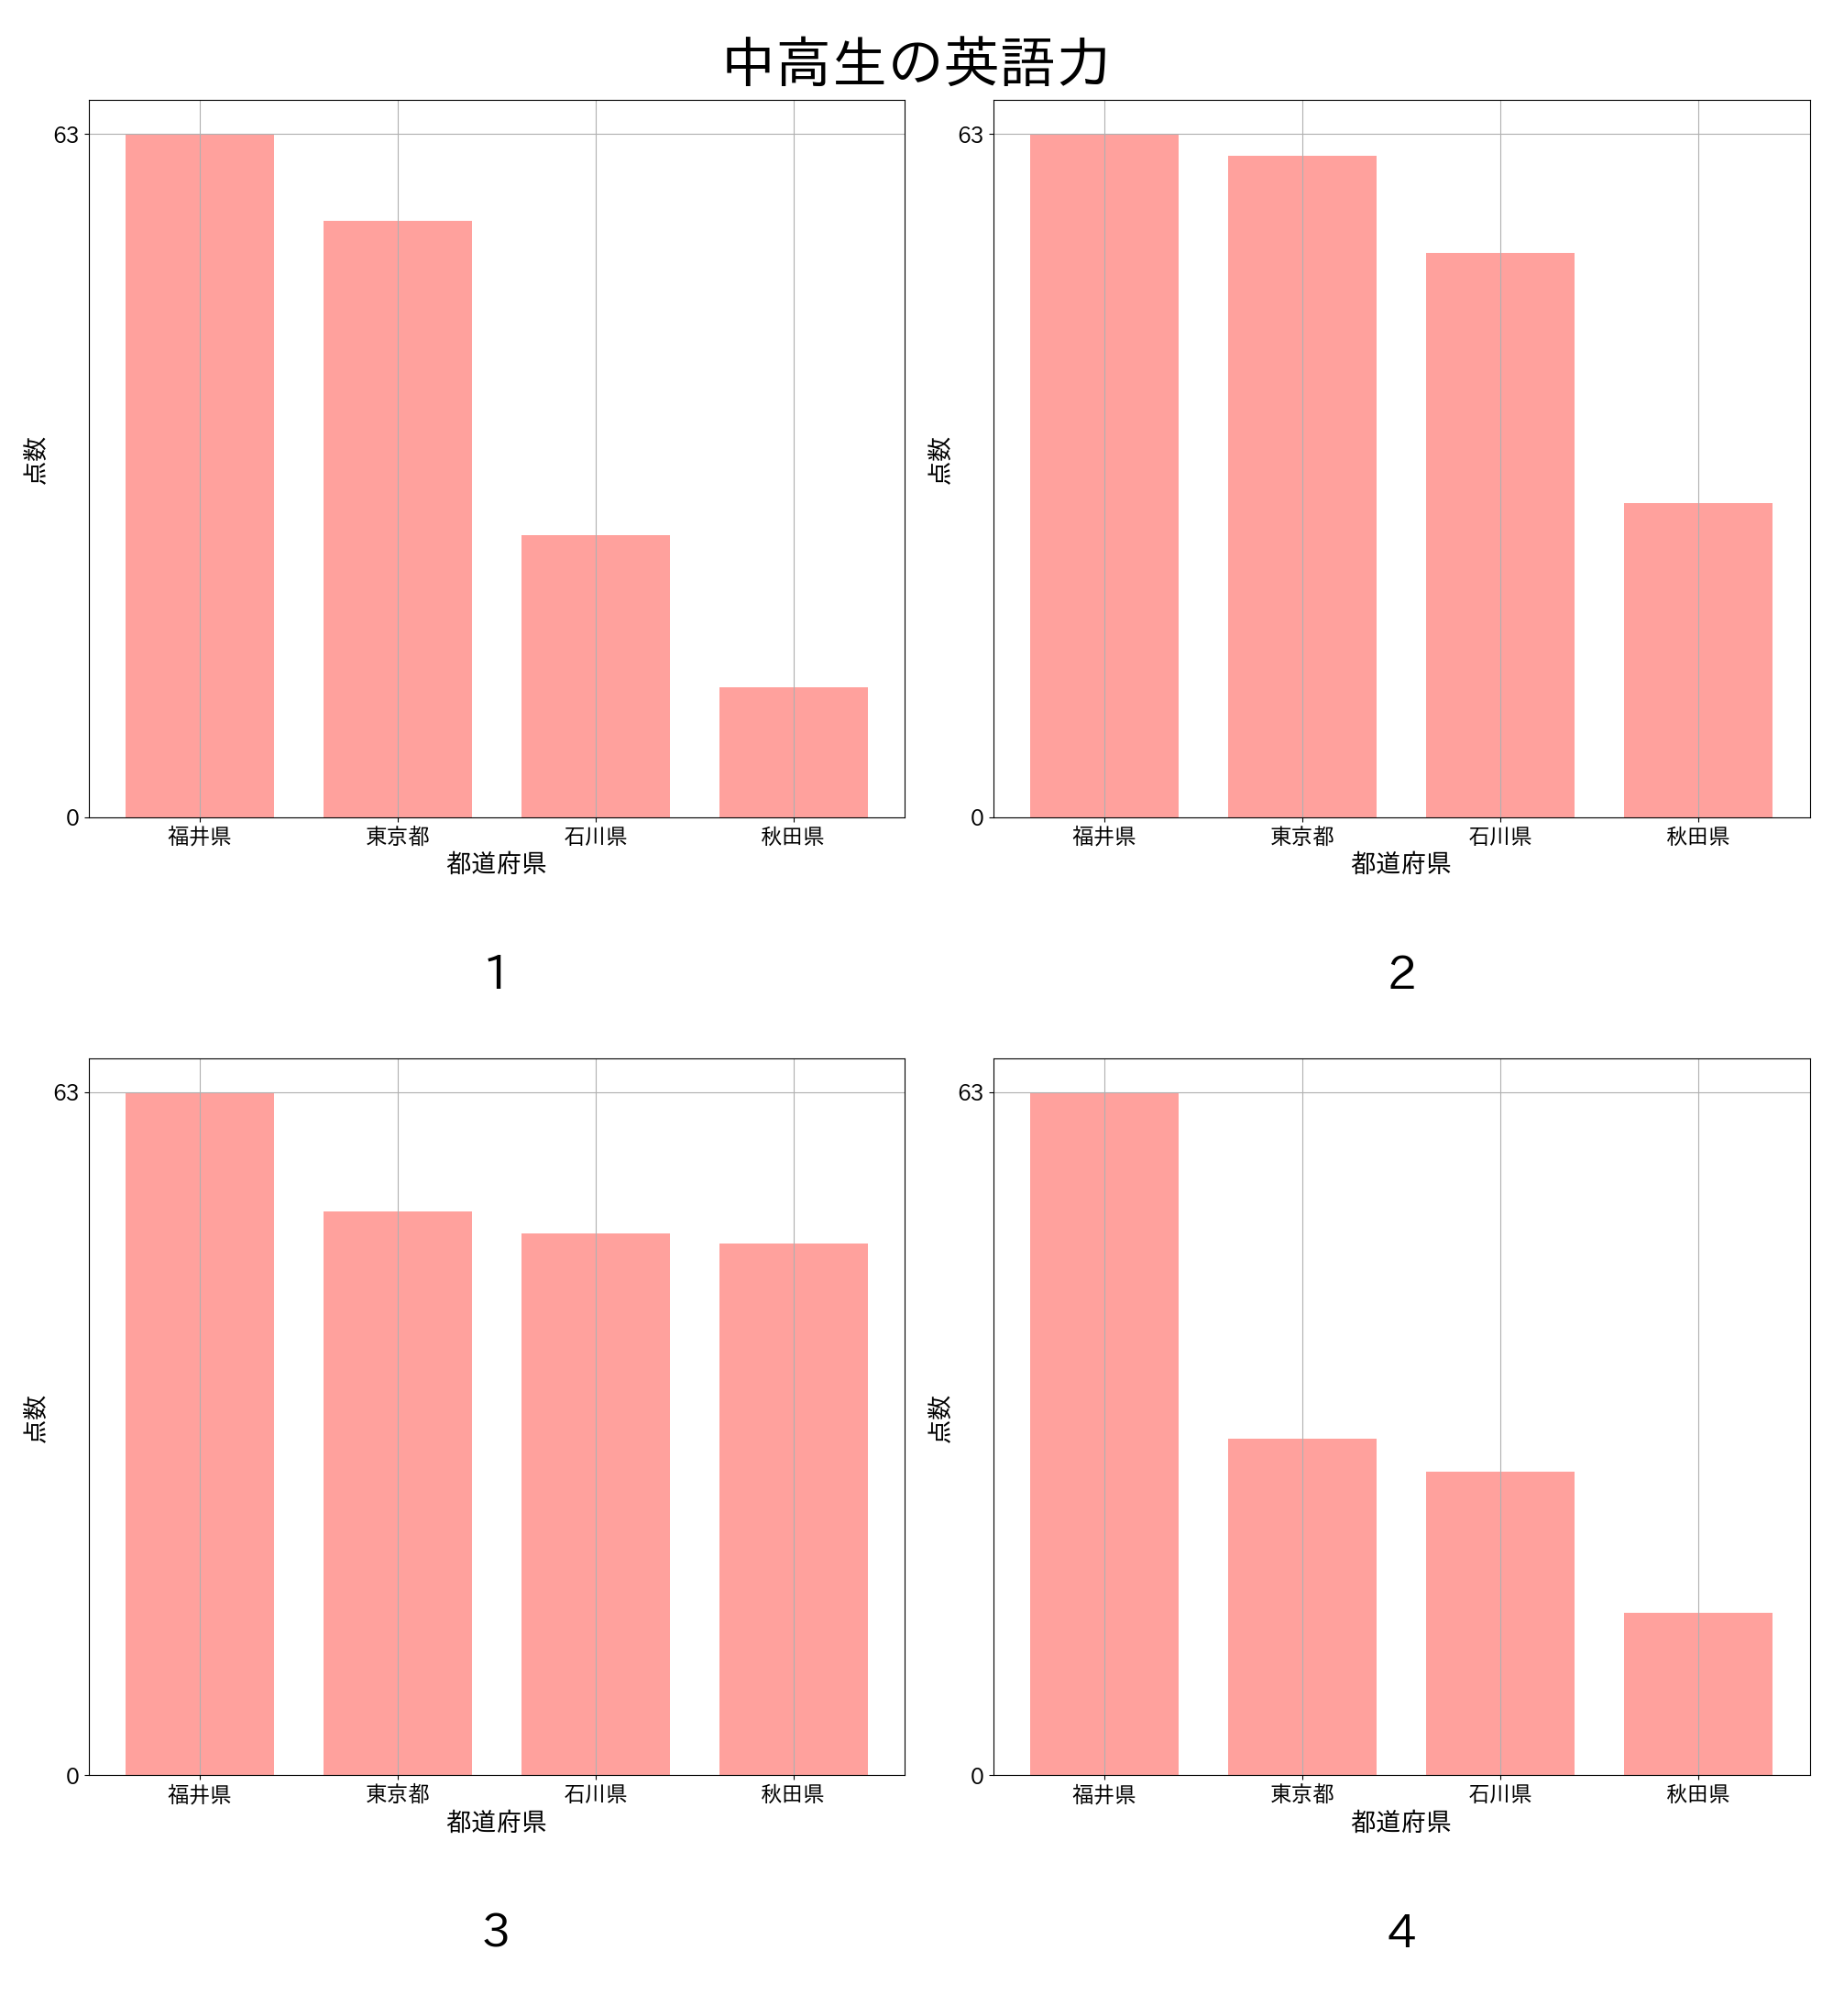 中高生の英語力
63
点数
0
福井県 東京都 石川県 秋田県
都道府県
1
63
点数
0
福井県 東京都 石川県 秋田県
都道府県
2
63
点数
0
福井県 東京都 石川県 秋田県
都道府県
3
63
点数
0
福井県 東京都 石川県 秋田県
都道府県
4